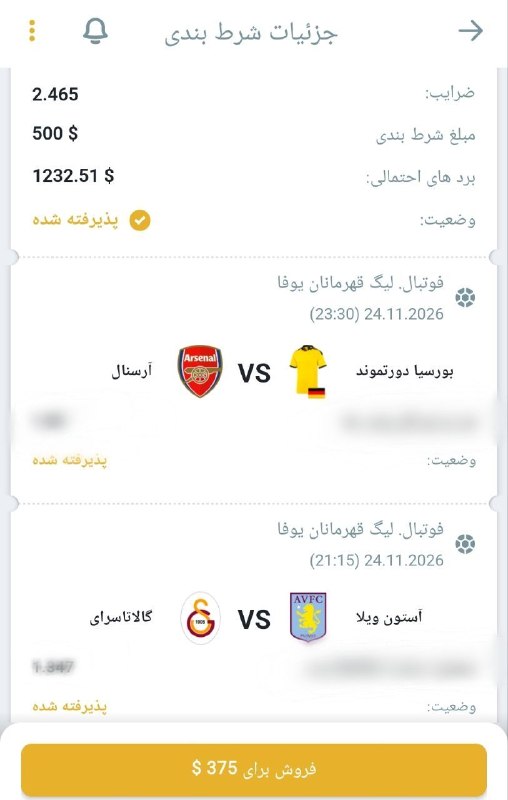 جزئیات شرط بندی
ضرایب: 2.465
مبلغ شرط بندی 500 $
برد های احتمالی: 1232.51 $
وضعیت: پذیرفته شده
فوتبال. لیگ قهرمانان یوفا
24.11.2026 (23:30)
بورسیا دورتموند VS Arsenal آرسنال
وضعیت: پذیرفته شده
فوتبال. لیگ قهرمانان یوفا
24.11.2026 (21:15)
آستون ویلا AVFC VS گالاتاسرای
1.347
وضعیت: پذیرفته شده
فروش برای 375 $